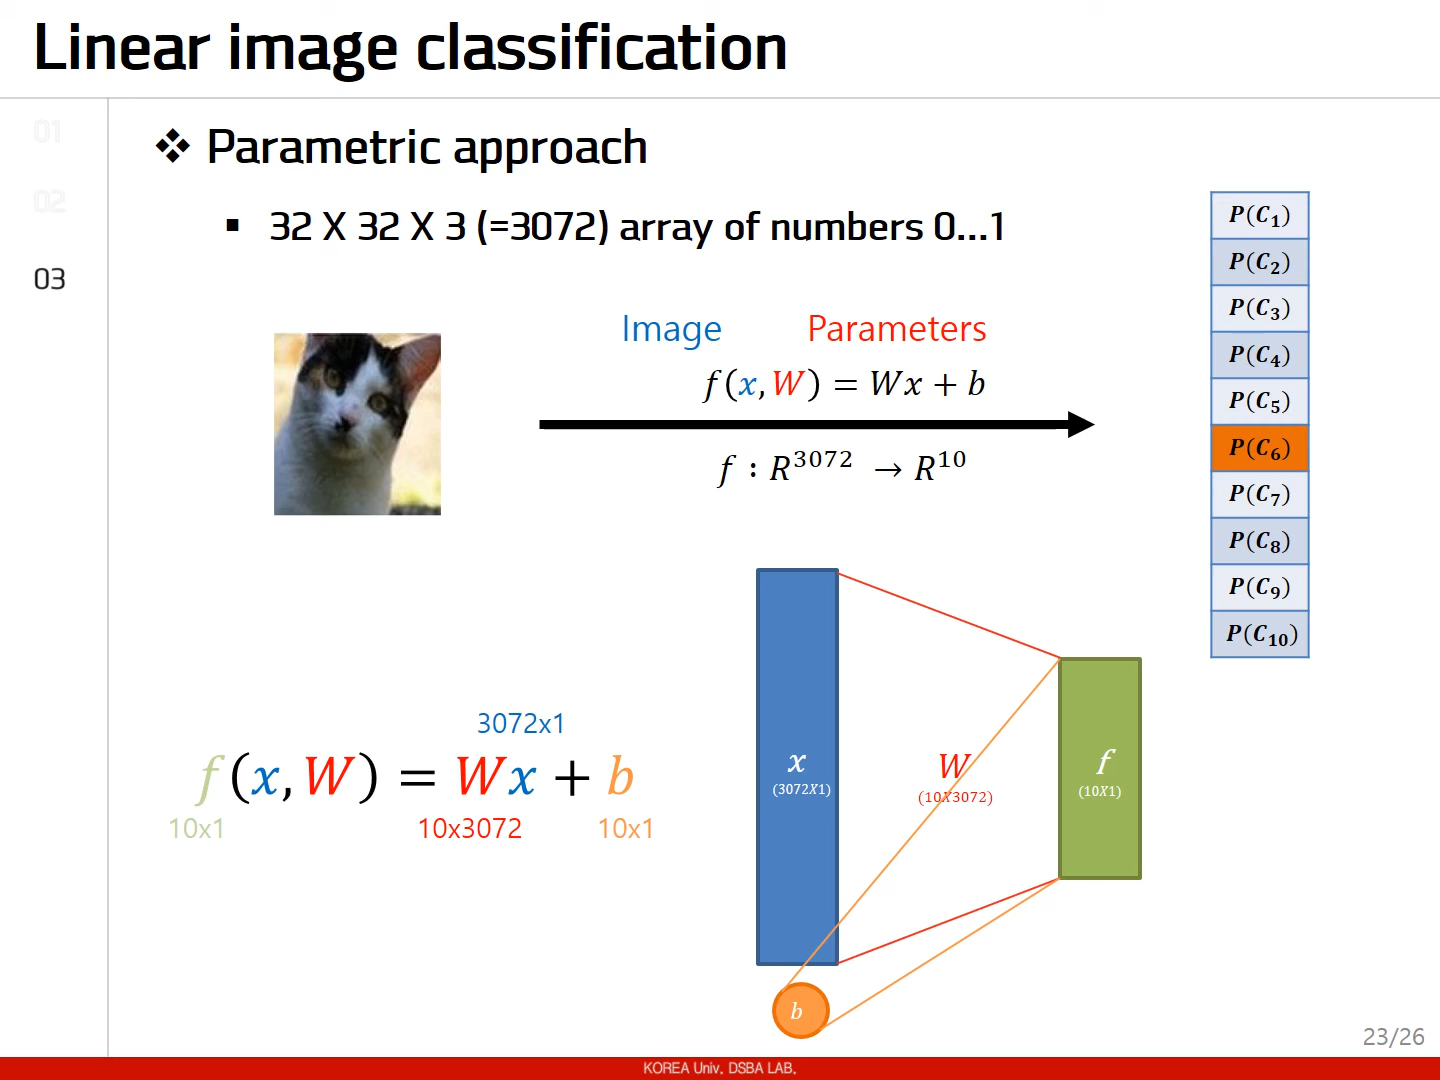 Linear image classification
01
02
03
❖ Parametric approach
▪ 32 X 32 X 3 (=3072) array of numbers 0...1
Image Parameters
f(x, W) = Wx + b
f : R^3072 → R^10
P(C₁)
P(C₂)
P(C₃)
P(C₄)
P(C₅)
P(C₆)
P(C₇)
P(C₈)
P(C₉)
P(C₁₀)
3072x1
f(x, W) = Wx + b
10x1 10x3072 10x1
x
(3072X1)
W
(10X3072)
f
(10X1)
b
23/26
KOREA Univ. DSBA LAB.